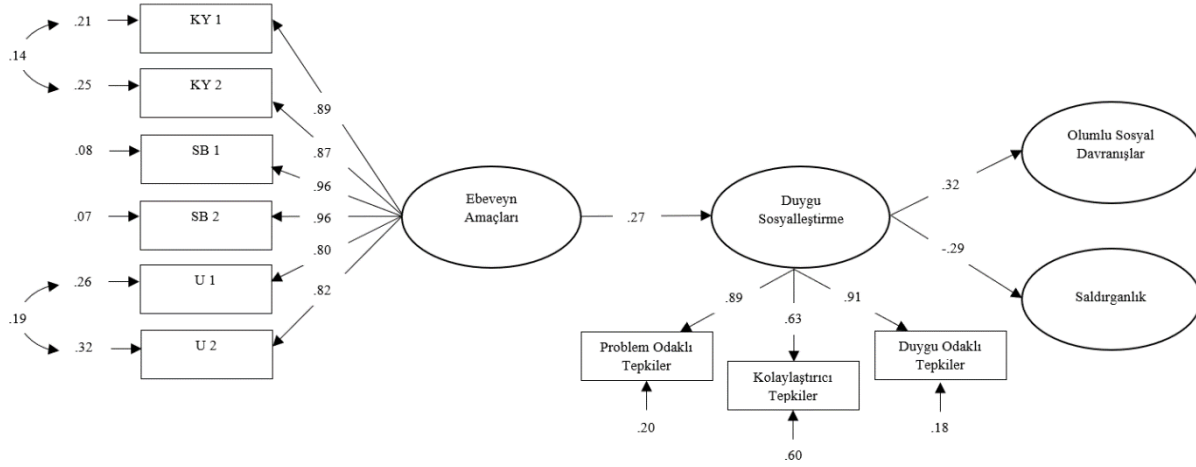 .21
KY 1
.14
.25
KY 2
.89
.08
SB 1
.87
.96
.07
SB 2
.96
.80
.26
U 1
.82
.19
.32
U 2
Ebeveyn
Amaçları
.27
Duygu
Sosyalleştirme
.32
Olumlu Sosyal
Davranışlar
-.29
Saldırganlık
.89
.63
.91
Problem Odaklı
Tepkiler
Kolaylaştırıcı
Tepkiler
Duygu Odaklı
Tepkiler
.20
.60
.18